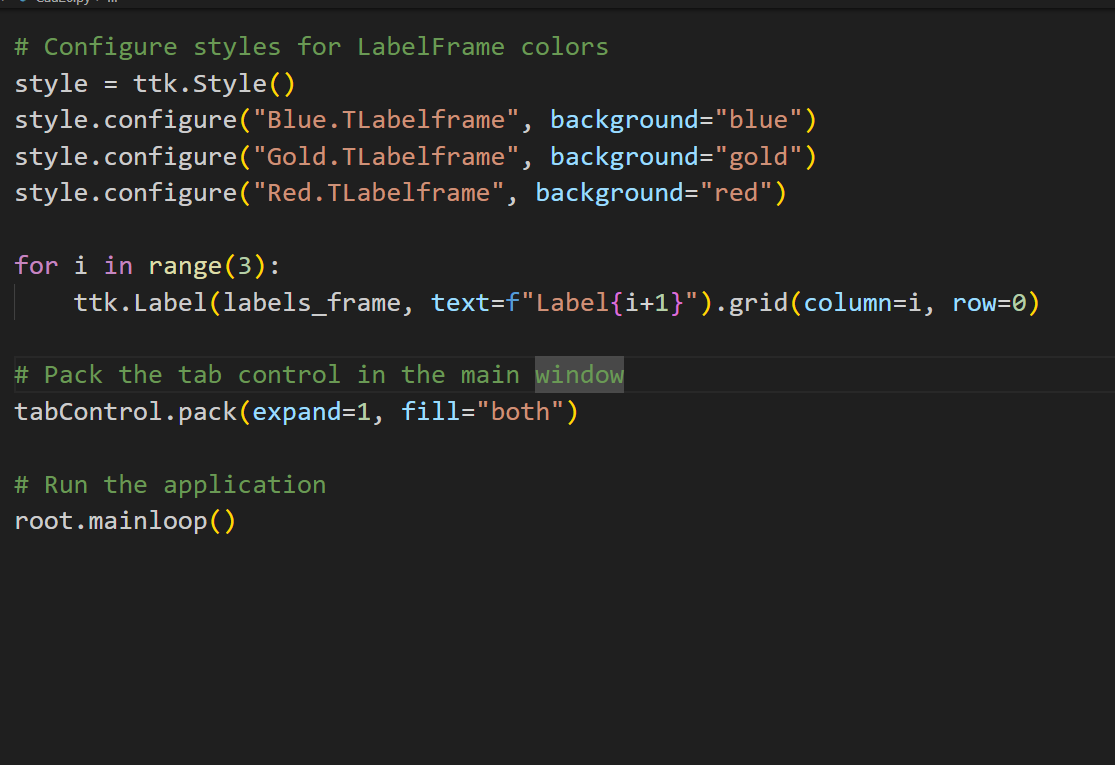 # Configure styles for LabelFrame colors
style = ttk.Style()
style.configure("Blue.TLabelframe", background="blue")
style.configure("Gold.TLabelframe", background="gold")
style.configure("Red.TLabelframe", background="red")
for i in range(3):
    ttk.Label(labels_frame, text=f"Label{i+1}").grid(column=i, row=0)
# Pack the tab control in the main window
tabControl.pack(expand=1, fill="both")
# Run the application
root.mainloop()